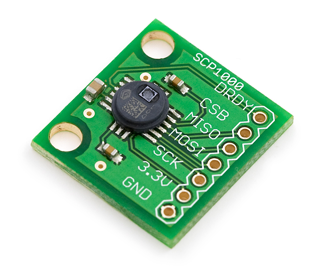 SCP1000
DRDY
CSB
MISO
MOSI
SCK
3.3V
GND